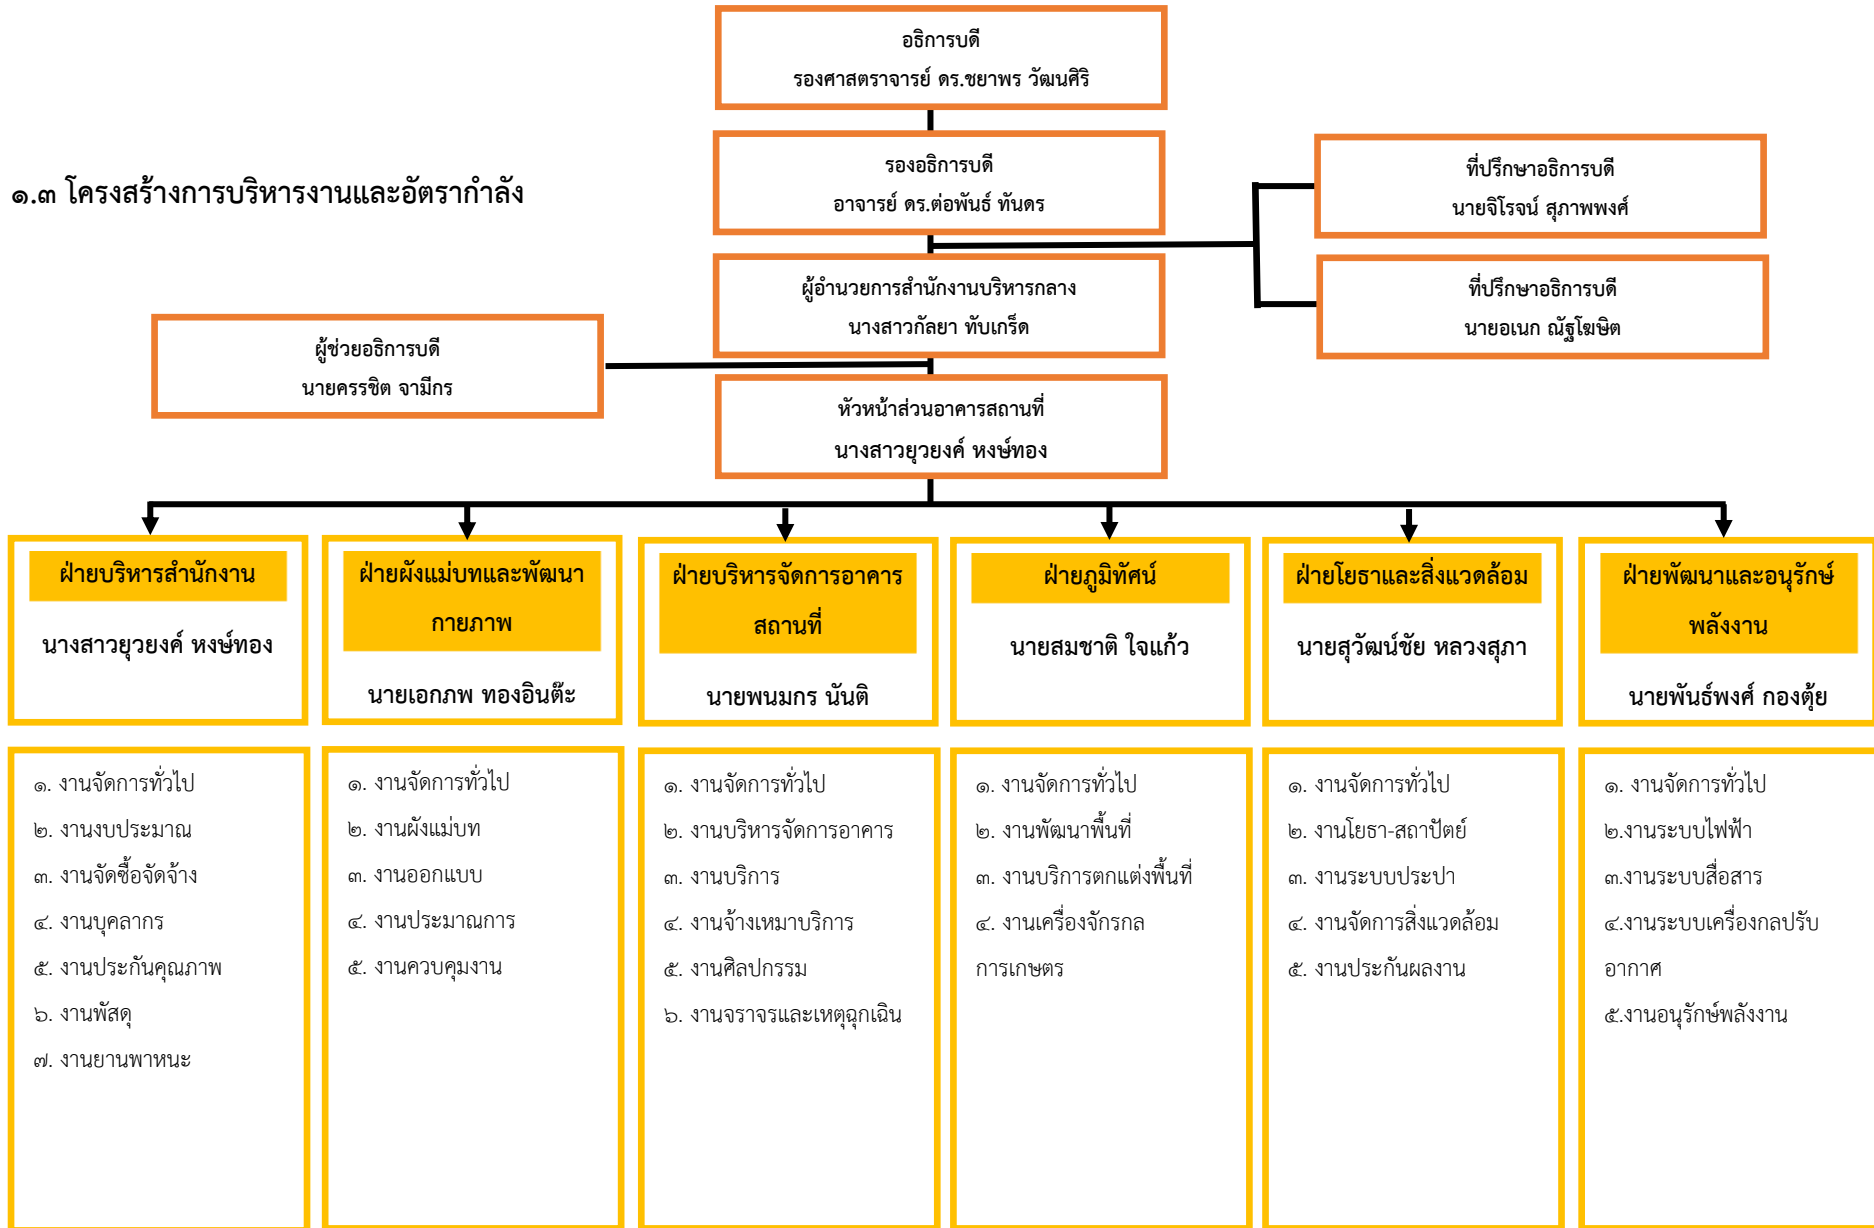 อธิการบดี
รองศาสตราจารย์ ดร.ชยาพร วัฒนศิริ
๑.๓ โครงสร้างการบริหารงานและอัตรากำลัง
รองอธิการบดี
อาจารย์ ดร.ต่อพันธ์ ทันดร
ที่ปรึกษาอธิการบดี
นายจิโรจน์ สุภาพพงศ์
ผู้อำนวยการสำนักงานบริหารกลาง
นางสาวกัลยา ทับเกร็ด
ที่ปรึกษาอธิการบดี
นายอเนก ณัฐโฆษิต
ผู้ช่วยอธิการบดี
นายครรชิต จามีกร
หัวหน้าส่วนอาคารสถานที่
นางสาวยุวยงค์ หงษ์ทอง
ฝ่ายบริหารสำนักงาน
นางสาวยุวยงค์ หงษ์ทอง
ฝ่ายผังแม่บทและพัฒนา
กายภาพ
นายเอกภพ ทองอินต๊ะ
ฝ่ายบริหารจัดการอาคาร
สถานที่
นายพนมกร นันติ
ฝ่ายภูมิทัศน์
นายสมชาติ ใจแก้ว
ฝ่ายโยธาและสิ่งแวดล้อม
นายสุวัฒน์ชัย หลวงสุภา
ฝ่ายพัฒนาและอนุรักษ์
พลังงาน
นายพันธ์พงศ์ กองตุ้ย
๑. งานจัดการทั่วไป
๒. งานงบประมาณ
๓. งานจัดซื้อจัดจ้าง
๔. งานบุคลากร
๕. งานประกันคุณภาพ
๖. งานพัสดุ
๗. งานยานพาหนะ
๑. งานจัดการทั่วไป
๒. งานผังแม่บท
๓. งานออกแบบ
๔. งานประมาณการ
๕. งานควบคุมงาน
๑. งานจัดการทั่วไป
๒. งานบริหารจัดการอาคาร
๓. งานบริการ
๔. งานจ้างเหมาบริการ
๕. งานศิลปกรรม
๖. งานจราจรและเหตุฉุกเฉิน
๑. งานจัดการทั่วไป
๒. งานพัฒนาพื้นที่
๓. งานบริการตกแต่งพื้นที่
๔. งานเครื่องจักรกล
การเกษตร
๑. งานจัดการทั่วไป
๒. งานโยธา-สถาปัตย์
๓. งานระบบประปา
๔. งานจัดการสิ่งแวดล้อม
๕. งานประกันผลงาน
๑. งานจัดการทั่วไป
๒.งานระบบไฟฟ้า
๓.งานระบบสื่อสาร
๔.งานระบบเครื่องกลปรับ
อากาศ
๕.งานอนุรักษ์พลังงาน